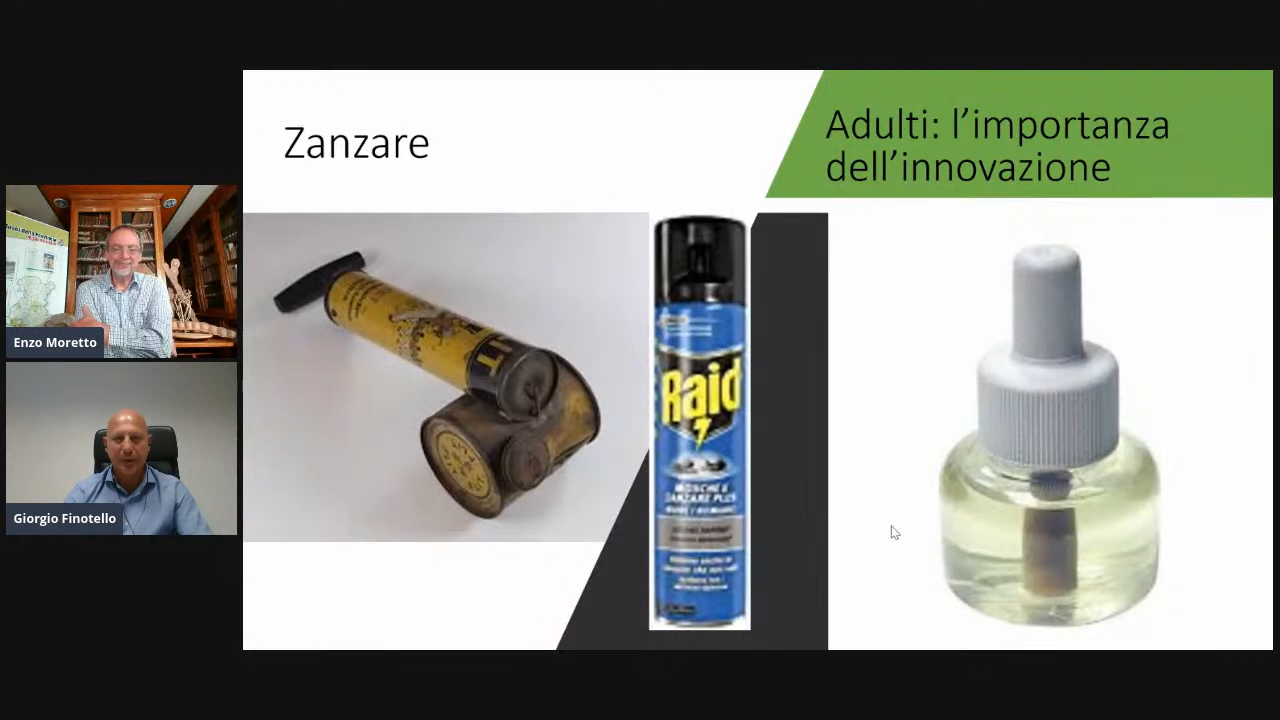 Zanzare
Adulti: l’importanza
dell’innovazione
Enzo Moretto
Giorgio Finotello
Raid
MOSCHE E
ZANZARE PLUS